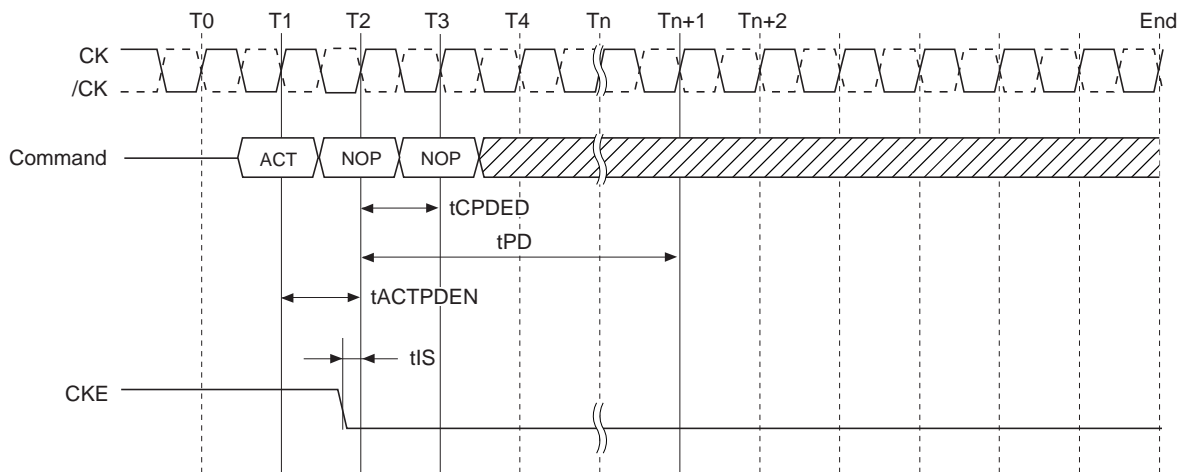 T0 T1 T2 T3 T4 Tn Tn+1 Tn+2 End
CK
/CK
Command ACT NOP NOP
tCPDED
tPD
tACTPDEN
tIS
CKE